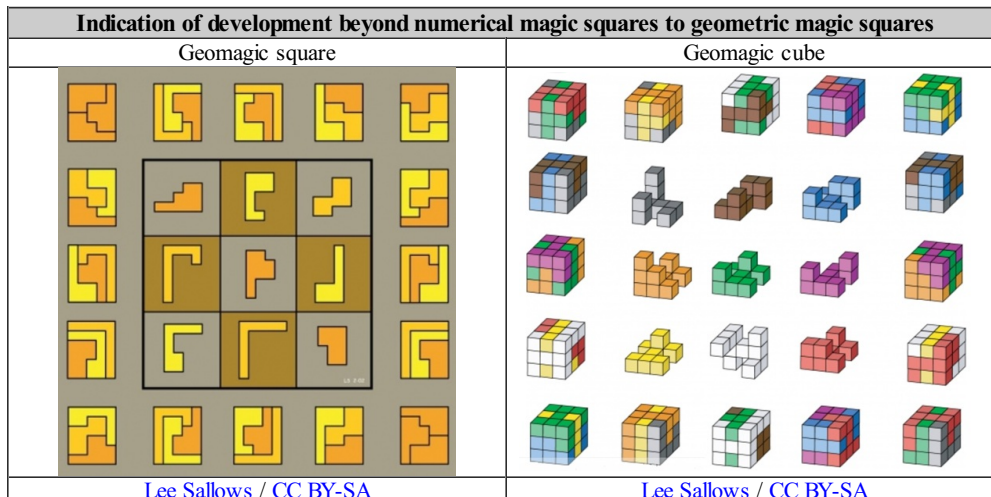 Indication of development beyond numerical magic squares to geometric magic squares
Geomagic square
Geomagic cube
Lee Sallows / CC BY-SA
Lee Sallows / CC BY-SA